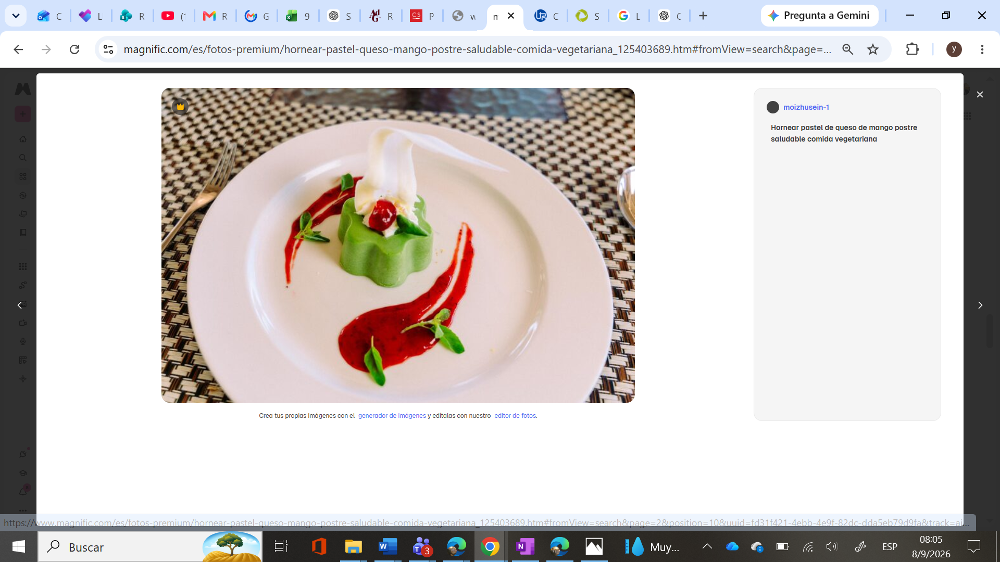 C
L
R
(
R
G
9
S
R
P
w
C
S
L
C
Pregunta a Gemini
magnific.com/es/fotos-premium/hornear-pastel-queso-mango-postre-saludable-comida-vegetariana_125403689.htm#fromView=search&page=...
y
moizhusein-1
Hornear pastel de queso de mango postre
saludable comida vegetariana
Crea tus propias imágenes con el generador de imágenes y edítalas con nuestro editor de fotos.
https://www.magnific.com/es/fotos-premium/hornear-pastel-queso-mango-postre-saludable-comida-vegetariana_125403689.htm#fromView=search&page=2&position=10&uuid=fd31f421-4ebb-4e9f-82dc-dda5eb79d9fa&track=ai...
Buscar
3
Muy...
ESP
08:05
8/9/2026